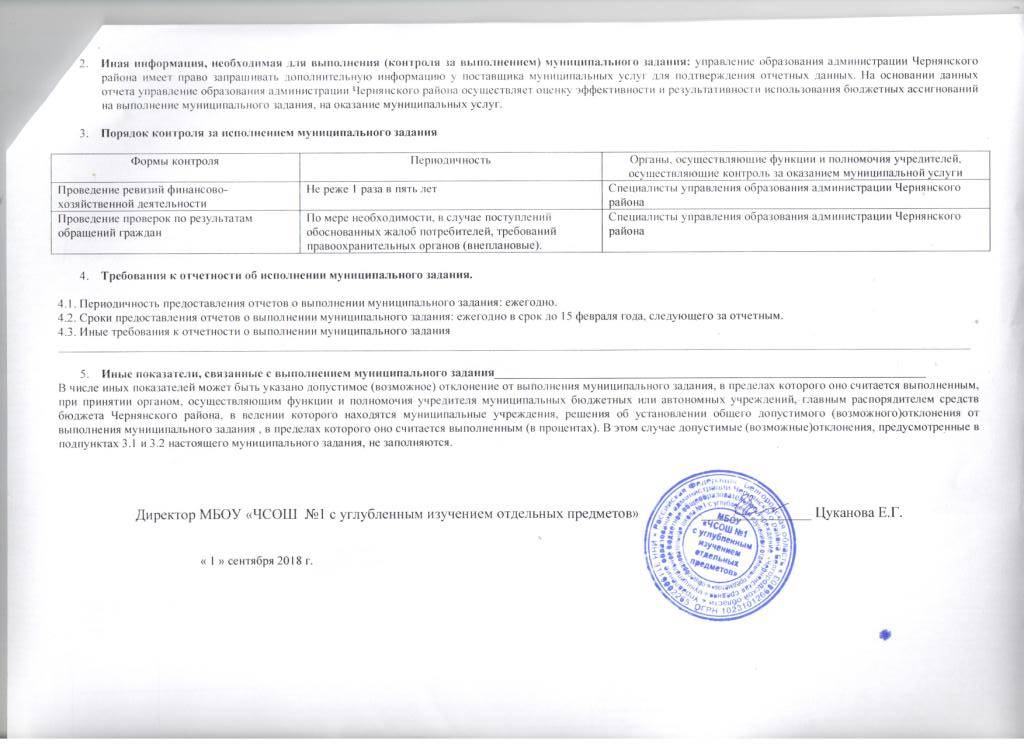 2. Иная информация, необходимая для выполнения (контроля за выполнением) муниципального задания: управление образования администрации Чернянского
района имеет право запрашивать дополнительную информацию у поставщика муниципальных услуг для подтверждения отчетных данных. На основании данных
отчета управление образования администрации Чернянского района осуществляет оценку эффективности и результативности использования бюджетных ассигнований
на выполнение муниципального задания, на оказание муниципальных услуг.
3. Порядок контроля за исполнением муниципального задания
Формы контроля
Периодичность
Органы, осуществляющие функции и полномочия учредителей,
осуществляющие контроль за оказанием муниципальной услуги
Проведение ревизий финансово-
хозяйственной деятельности
Не реже 1 раза в пять лет
Специалисты управления образования администрации Чернянского
района
Проведение проверок по результатам
обращений граждан
По мере необходимости, в случае поступлений
обоснованных жалоб потребителей, требований
правоохранительных органов (внеплановые).
Специалисты управления образования администрации Чернянского
района
4. Требования к отчетности об исполнении муниципального задания.
4.1. Периодичность предоставления отчетов о выполнении муниципального задания: ежегодно.
4.2. Сроки предоставления отчетов о выполнении муниципального задания: ежегодно в срок до 15 февраля года, следующего за отчетным.
4.3. Иные требования к отчетности о выполнении муниципального задания
5. Иные показатели, связанные с выполнением муниципального задания
В числе иных показателей может быть указано допустимое (возможное) отклонение от выполнения муниципального задания, в пределах которого оно считается выполненным,
при принятии органом, осуществляющим функции и полномочия учредителя муниципальных бюджетных или автономных учреждений, главным распорядителем средств
бюджета Чернянского района, в ведении которого находятся муниципальные учреждения, решения об установлении общего допустимого (возможного)отклонения от
выполнения муниципального задания , в пределах которого оно считается выполненным (в процентах). В этом случае допустимые (возможные)отклонения, предусмотренные в
подпунктах 3.1 и 3.2 настоящего муниципального задания, не заполняются.
Директор МБОУ «ЧСОШ №1 с углубленным изучением отдельных предметов» Цуканова Е.Г.
« 1 » сентября 2018 г.
МБОУ
«ЧСОШ №1
с углубленным
изучением
отдельных
предметов»